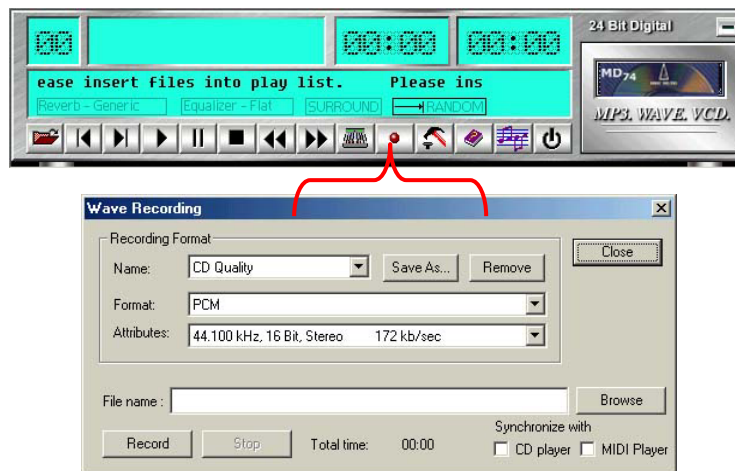 24 Bit Digital
00 00:00 00:00
ease insert files into play list. Please ins
Reverb - Generic Equalizer - Flat SURROUND RANDOM
MD 74
MP3. WAVE. VCD.
Wave Recording
Recording Format
Name: CD Quality Save As... Remove Close
Format: PCM
Attributes: 44.100 kHz, 16 Bit, Stereo 172 kb/sec
File name : Browse
Synchronize with
Record Stop Total time: 00:00 CD player MIDI Player